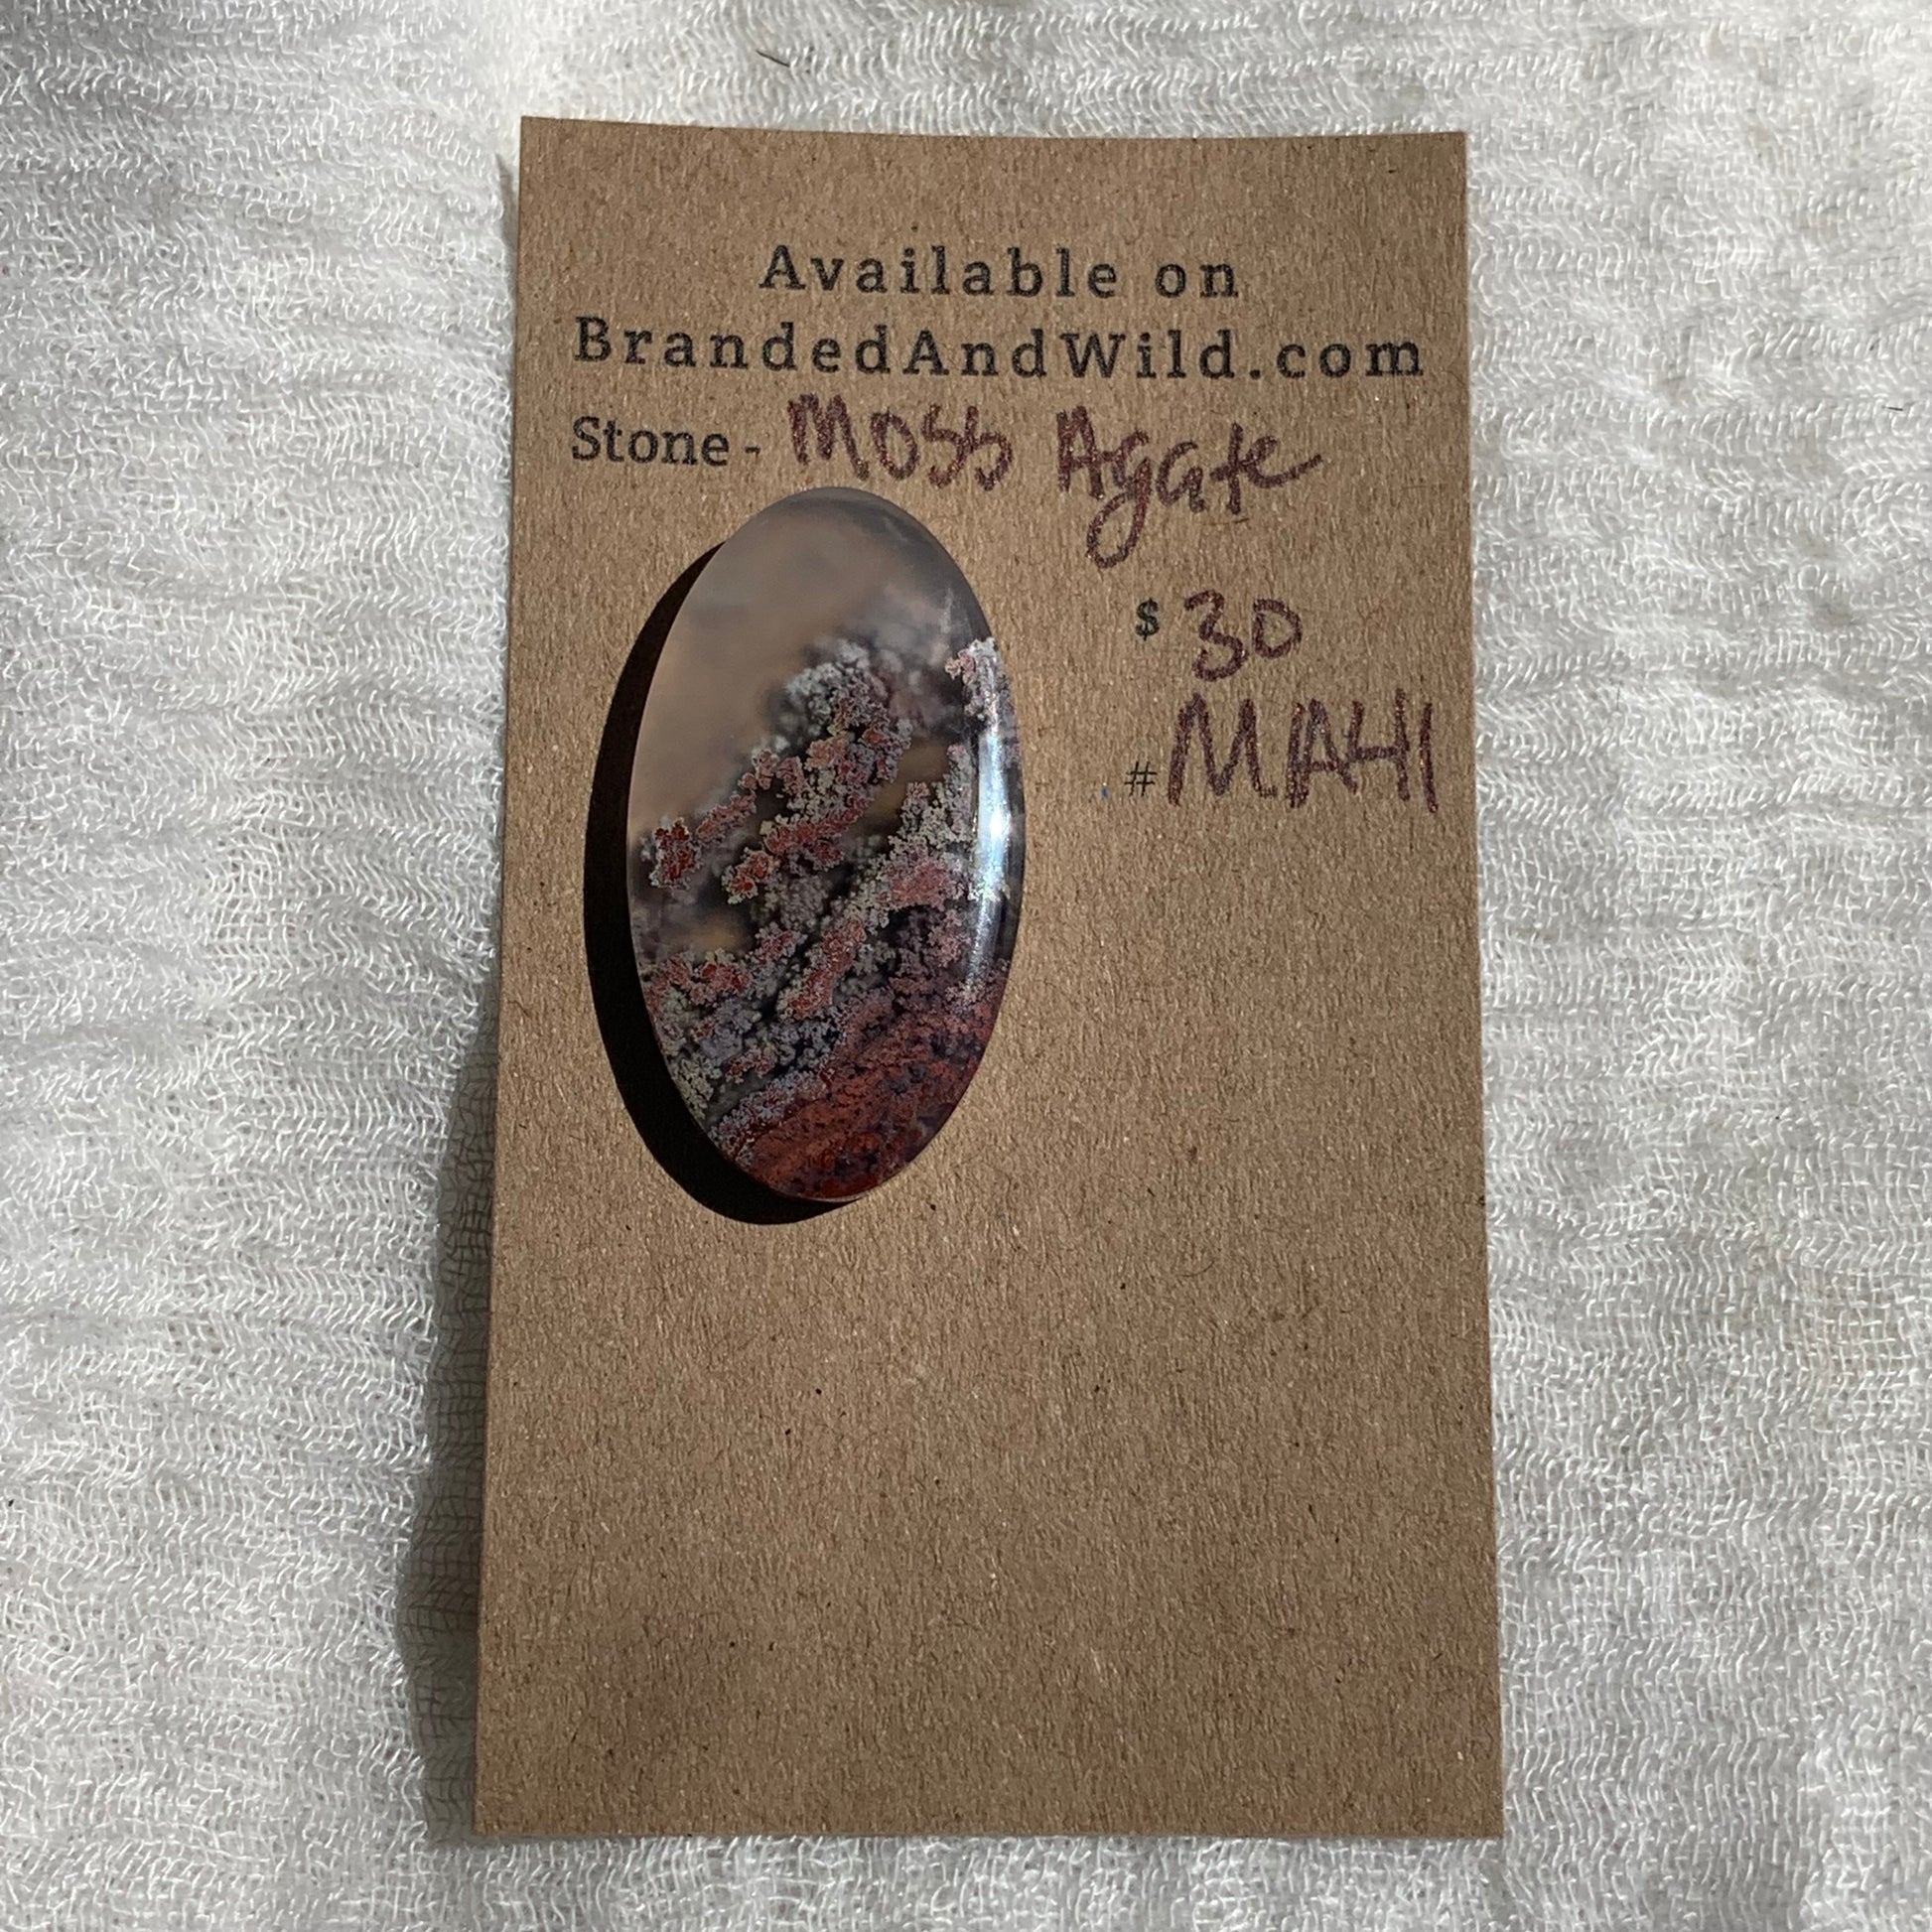 Available on
BrandedAndWild.com
Stone - Moss Agate
$ 30
# MA41